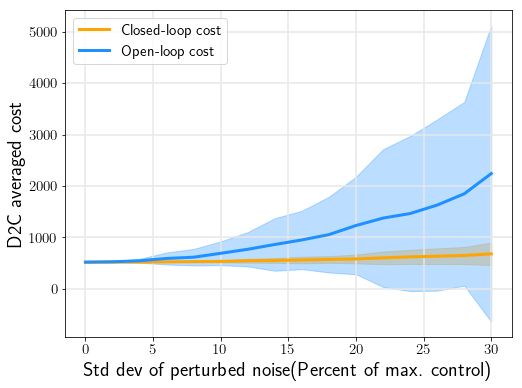 Closed-loop cost
Open-loop cost
5000
4000
3000
2000
1000
0
D2C averaged cost
0 5 10 15 20 25 30
Std dev of perturbed noise(Percent of max. control)